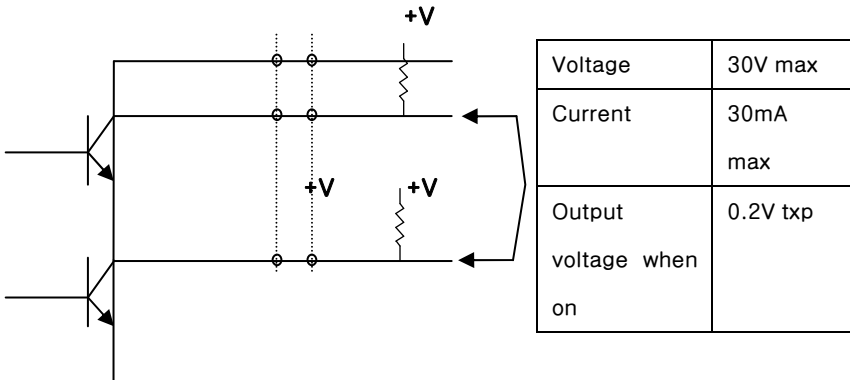 +V
+V
+V
Voltage
30V max
Current
30mA
max
Output
voltage when
on
0.2V txp